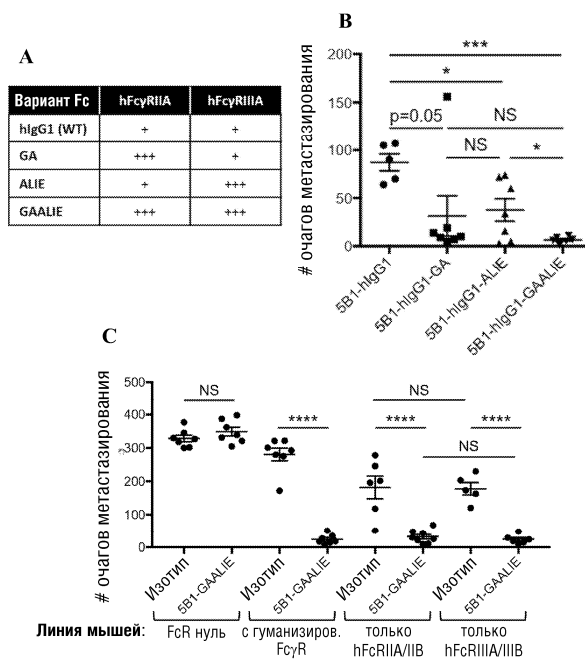 A
Вариант Fc hFcγRIIA hFcγRIIIA
hIgG1 (WT) + +
GA +++ +
ALIE + +++
GAALIE +++ +++
B
# очагов метастазирования
200
150
100
50
0
***
*
p=0.05
NS
NS
*
5B1-hIgG1
5B1-hIgG1-GA
5B1-hIgG1-ALIE
5B1-hIgG1-GAALIE
C
# очагов метастазирования
500
400
300
200
100
0
NS
****
NS
****
****
NS
Изотип
5B1-GAALIE
Изотип
5B1-GAALIE
Изотип
5B1-GAALIE
Изотип
5B1-GAALIE
Линия мышей:
FcR нуль
с гуманизиров. FcγR
только hFcRIIA/IIB
только hFcRIIIA/IIIB